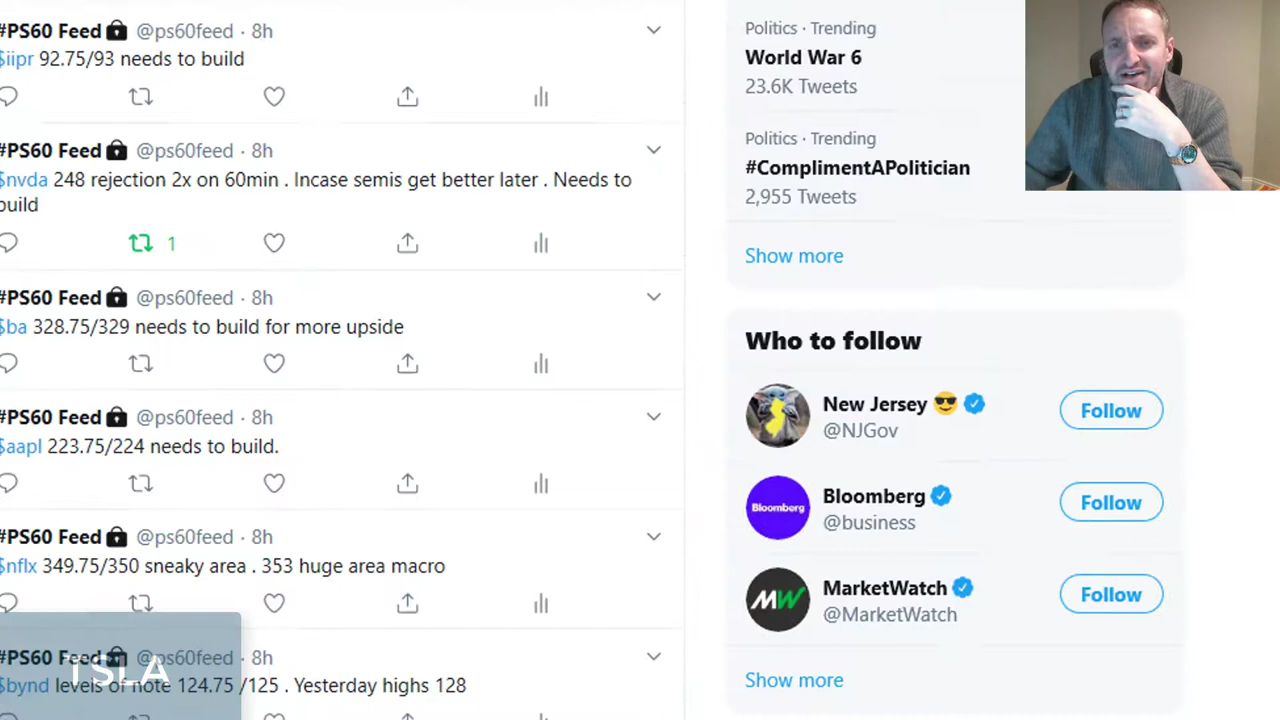 #PS60 Feed @ps60feed · 8h
$iipr 92.75/93 needs to build
#PS60 Feed @ps60feed · 8h
$nvda 248 rejection 2x on 60min . Incase semis get better later . Needs to
build
1
#PS60 Feed @ps60feed · 8h
$ba 328.75/329 needs to build for more upside
#PS60 Feed @ps60feed · 8h
$aapl 223.75/224 needs to build.
#PS60 Feed @ps60feed · 8h
$nflx 349.75/350 sneaky area . 353 huge area macro
#PS60 Feed @ps60feed · 8h
$bynd levels of note 124.75 /125 . Yesterday highs 128
TSLA
Politics · Trending
World War 6
23.6K Tweets
Politics · Trending
#ComplimentAPolitician
2,955 Tweets
Show more
Who to follow
New Jersey 😎
@NJGov
Follow
Bloomberg
Bloomberg
@business
Follow
MW
MarketWatch
@MarketWatch
Follow
Show more